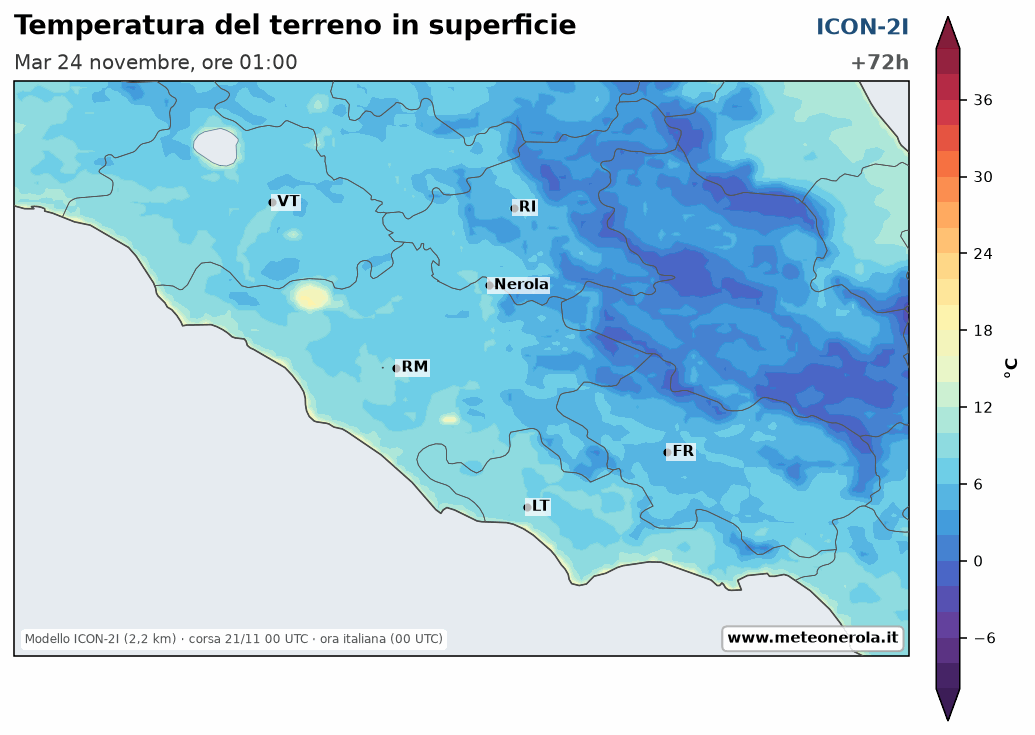 Temperatura del terreno in superficie
ICON-2I
Mar 24 novembre, ore 01:00
+72h
VT
RI
Nerola
RM
FR
LT
36
30
24
18
12
6
0
−6
°C
Modello ICON-2I (2,2 km) · corsa 21/11 00 UTC · ora italiana (00 UTC)
www.meteonerola.it